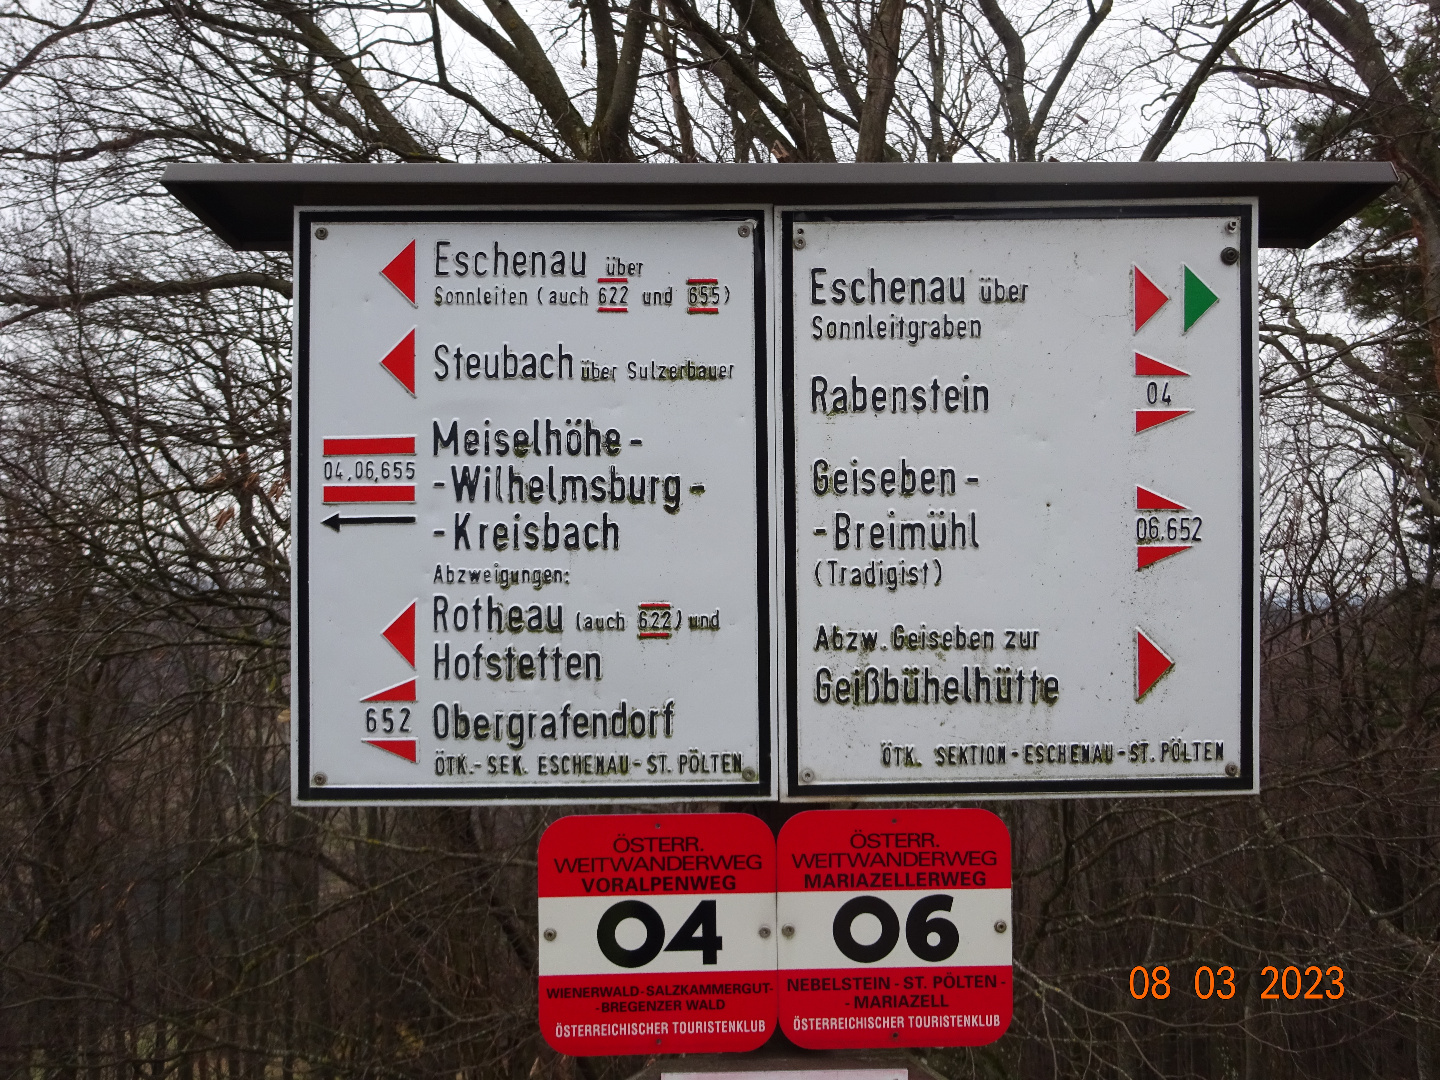 Eschenau über
Sonnleiten (auch 622 und 655)
Steubach über Sulzerbauer
04,06,655
Meiselhöhe-
-Wilhelmsburg-
-Kreisbach
Abzweigungen:
Rotheau (auch 622) und
Hofstetten
652 Obergrafendorf
ÖTK.-SEK. ESCHENAU-ST. PÖLTEN
Eschenau über
Sonnleitgraben
Rabenstein 04
Geiseben-
-Breimühl 06,652
(Tradigist)
Abzw. Geiseben zur
Geißbühelhütte
ÖTK. SEKTION-ESCHENAU-ST. PÖLTEN
ÖSTERR.
WEITWANDERWEG
VORALPENWEG
04
WIENERWALD-SALZKAMMERGUT-
-BREGENZER WALD
ÖSTERREICHISCHER TOURISTENKLUB
ÖSTERR.
WEITWANDERWEG
MARIAZELLERWEG
06
NEBELSTEIN - ST. PÖLTEN -
- MARIAZELL
ÖSTERREICHISCHER TOURISTENKLUB
08 03 2023